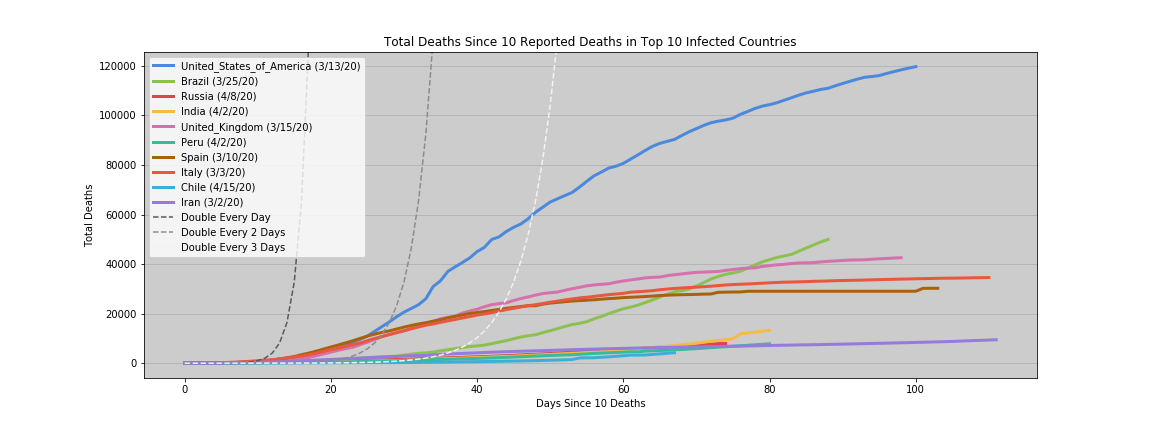 Total Deaths Since 10 Reported Deaths in Top 10 Infected Countries
United_States_of_America (3/13/20)
Brazil (3/25/20)
Russia (4/8/20)
India (4/2/20)
United_Kingdom (3/15/20)
Peru (4/2/20)
Spain (3/10/20)
Italy (3/3/20)
Chile (4/15/20)
Iran (3/2/20)
Double Every Day
Double Every 2 Days
Double Every 3 Days
120000
100000
80000
60000
40000
20000
0
Total Deaths
0 20 40 60 80 100
Days Since 10 Deaths